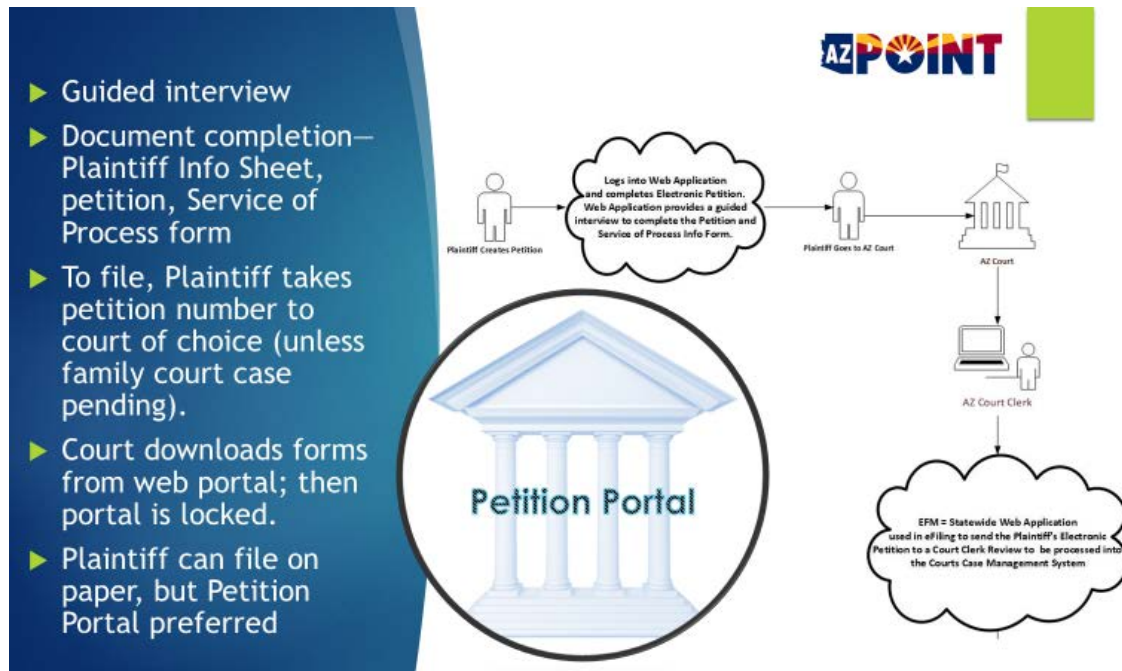 AZPOINT
Guided interview
Document completion—
Plaintiff Info Sheet,
petition, Service of
Process form
To file, Plaintiff takes
petition number to
court of choice (unless
family court case
pending).
Court downloads forms
from web portal; then
portal is locked.
Plaintiff can file on
paper, but Petition
Portal preferred
Plaintiff Creates Petition
Logs into Web Application
and completes Electronic Petition.
Web Application provides a guided
interview to complete the Petition and
Service of Process Info Form.
Plaintiff Goes to AZ Court
AZ Court
AZ Court Clerk
EFM = Statewide Web Application
used in eFiling to send the Plaintiff's Electronic
Petition to a Court Clerk Review to be processed into
the Courts Case Management System
Petition Portal